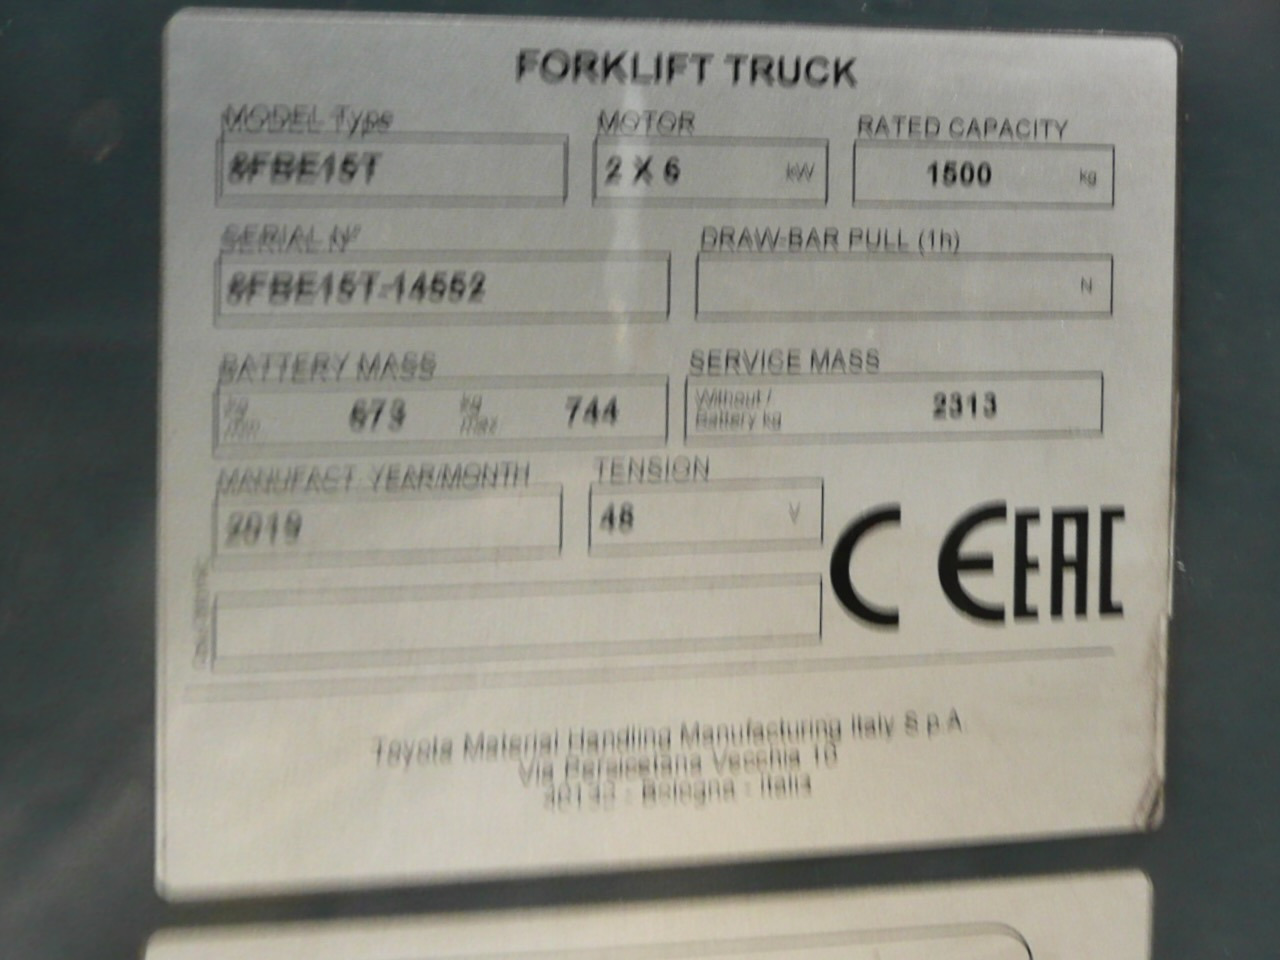 FORKLIFT TRUCK
MODEL Type MOTOR RATED CAPACITY
8FBE15T 2 X 6 kW 1500 kg
SERIAL N° DRAW-BAR PULL (1h)
8FBE15T-14552 N
BATTERY MASS SERVICE MASS
kg min 673 kg max 744 Without / Battery kg 2313
MANUFACT. YEAR/MONTH TENSION
2019 48 V
CE EAC
Toyota Material Handling Manufacturing Italy S.p.A.
Via Persicetana Vecchia 10
40132 - Bologna - Italia